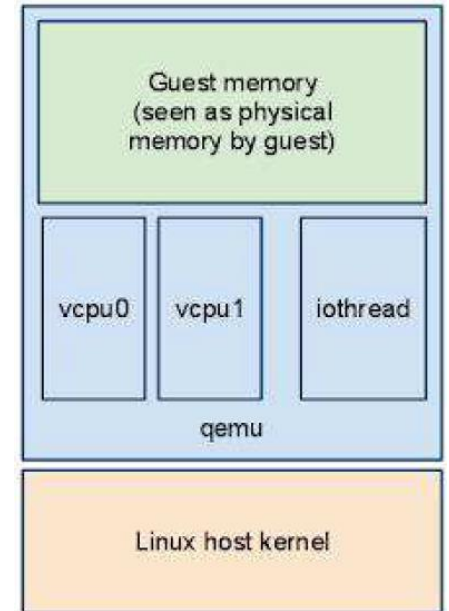 Guest memory
(seen as physical
memory by guest)
vcpu0
vcpu1
iothread
qemu
Linux host kernel